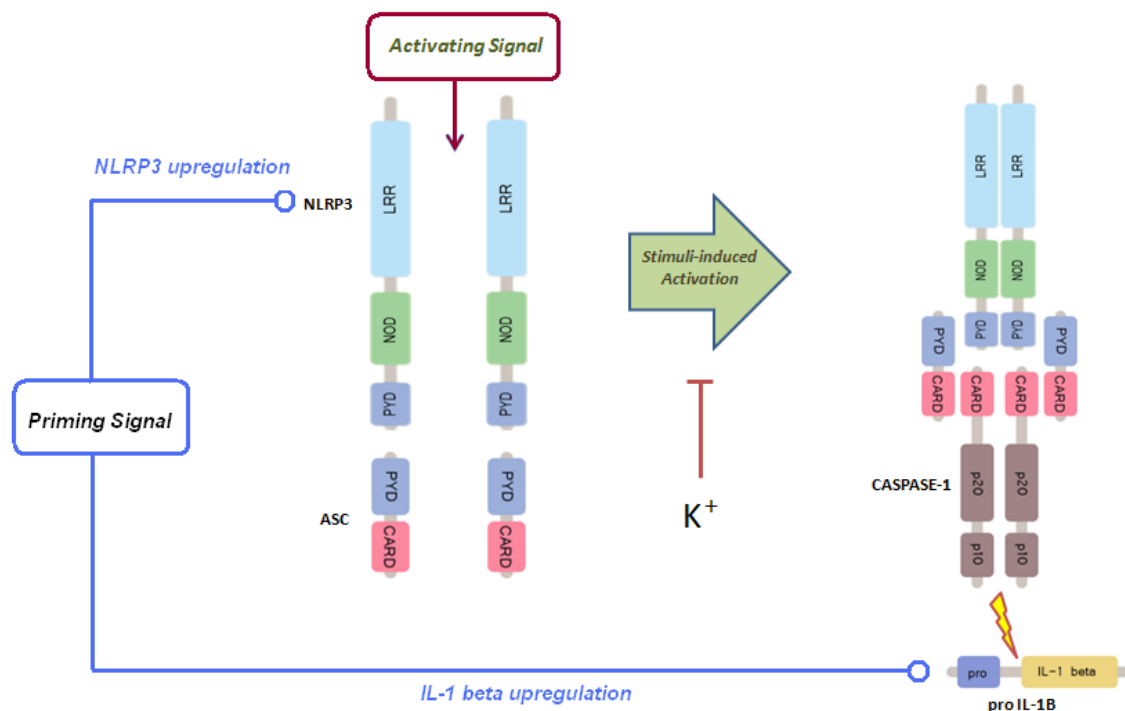 Activating Signal
NLRP3 upregulation
NLRP3
LRR
LRR
NOD
NOD
PYD
PYD
ASC
PYD
PYD
CARD
CARD
Priming Signal
Stimuli-induced
Activation
K⁺
LRR
LRR
NOD
NOD
PYD
PYD
PYD
PYD
CARD
CARD
CARD
CARD
CASPASE-1
p20
p20
p10
p10
pro
IL-1 beta
pro IL-1B
IL-1 beta upregulation